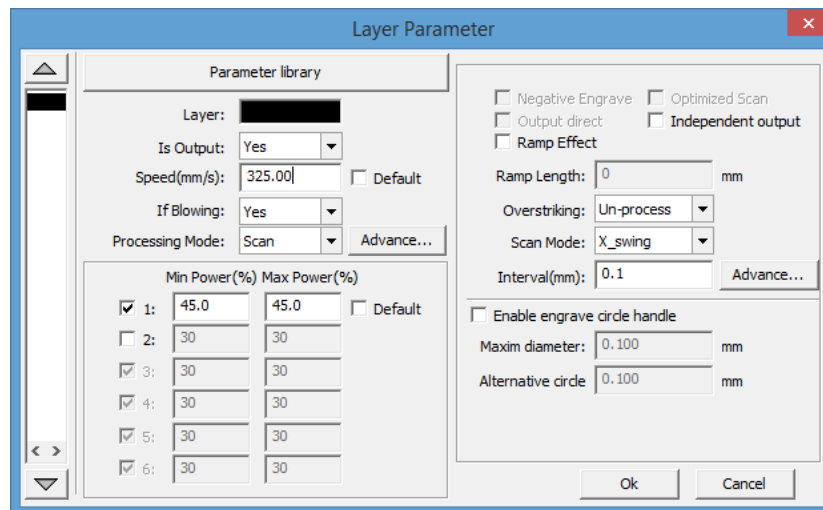 Layer Parameter
Parameter library
Layer:
Is Output: Yes
Speed(mm/s): 325.00 Default
If Blowing: Yes
Processing Mode: Scan Advance...
Min Power(%) Max Power(%)
1: 45.0 45.0 Default
2: 30 30
3: 30 30
4: 30 30
5: 30 30
6: 30 30
Negative Engrave Optimized Scan
Output direct Independent output
Ramp Effect
Ramp Length: 0 mm
Overstriking: Un-process
Scan Mode: X_swing
Interval(mm): 0.1 Advance...
Enable engrave circle handle
Maxim diameter: 0.100 mm
Alternative circle 0.100 mm
Ok Cancel